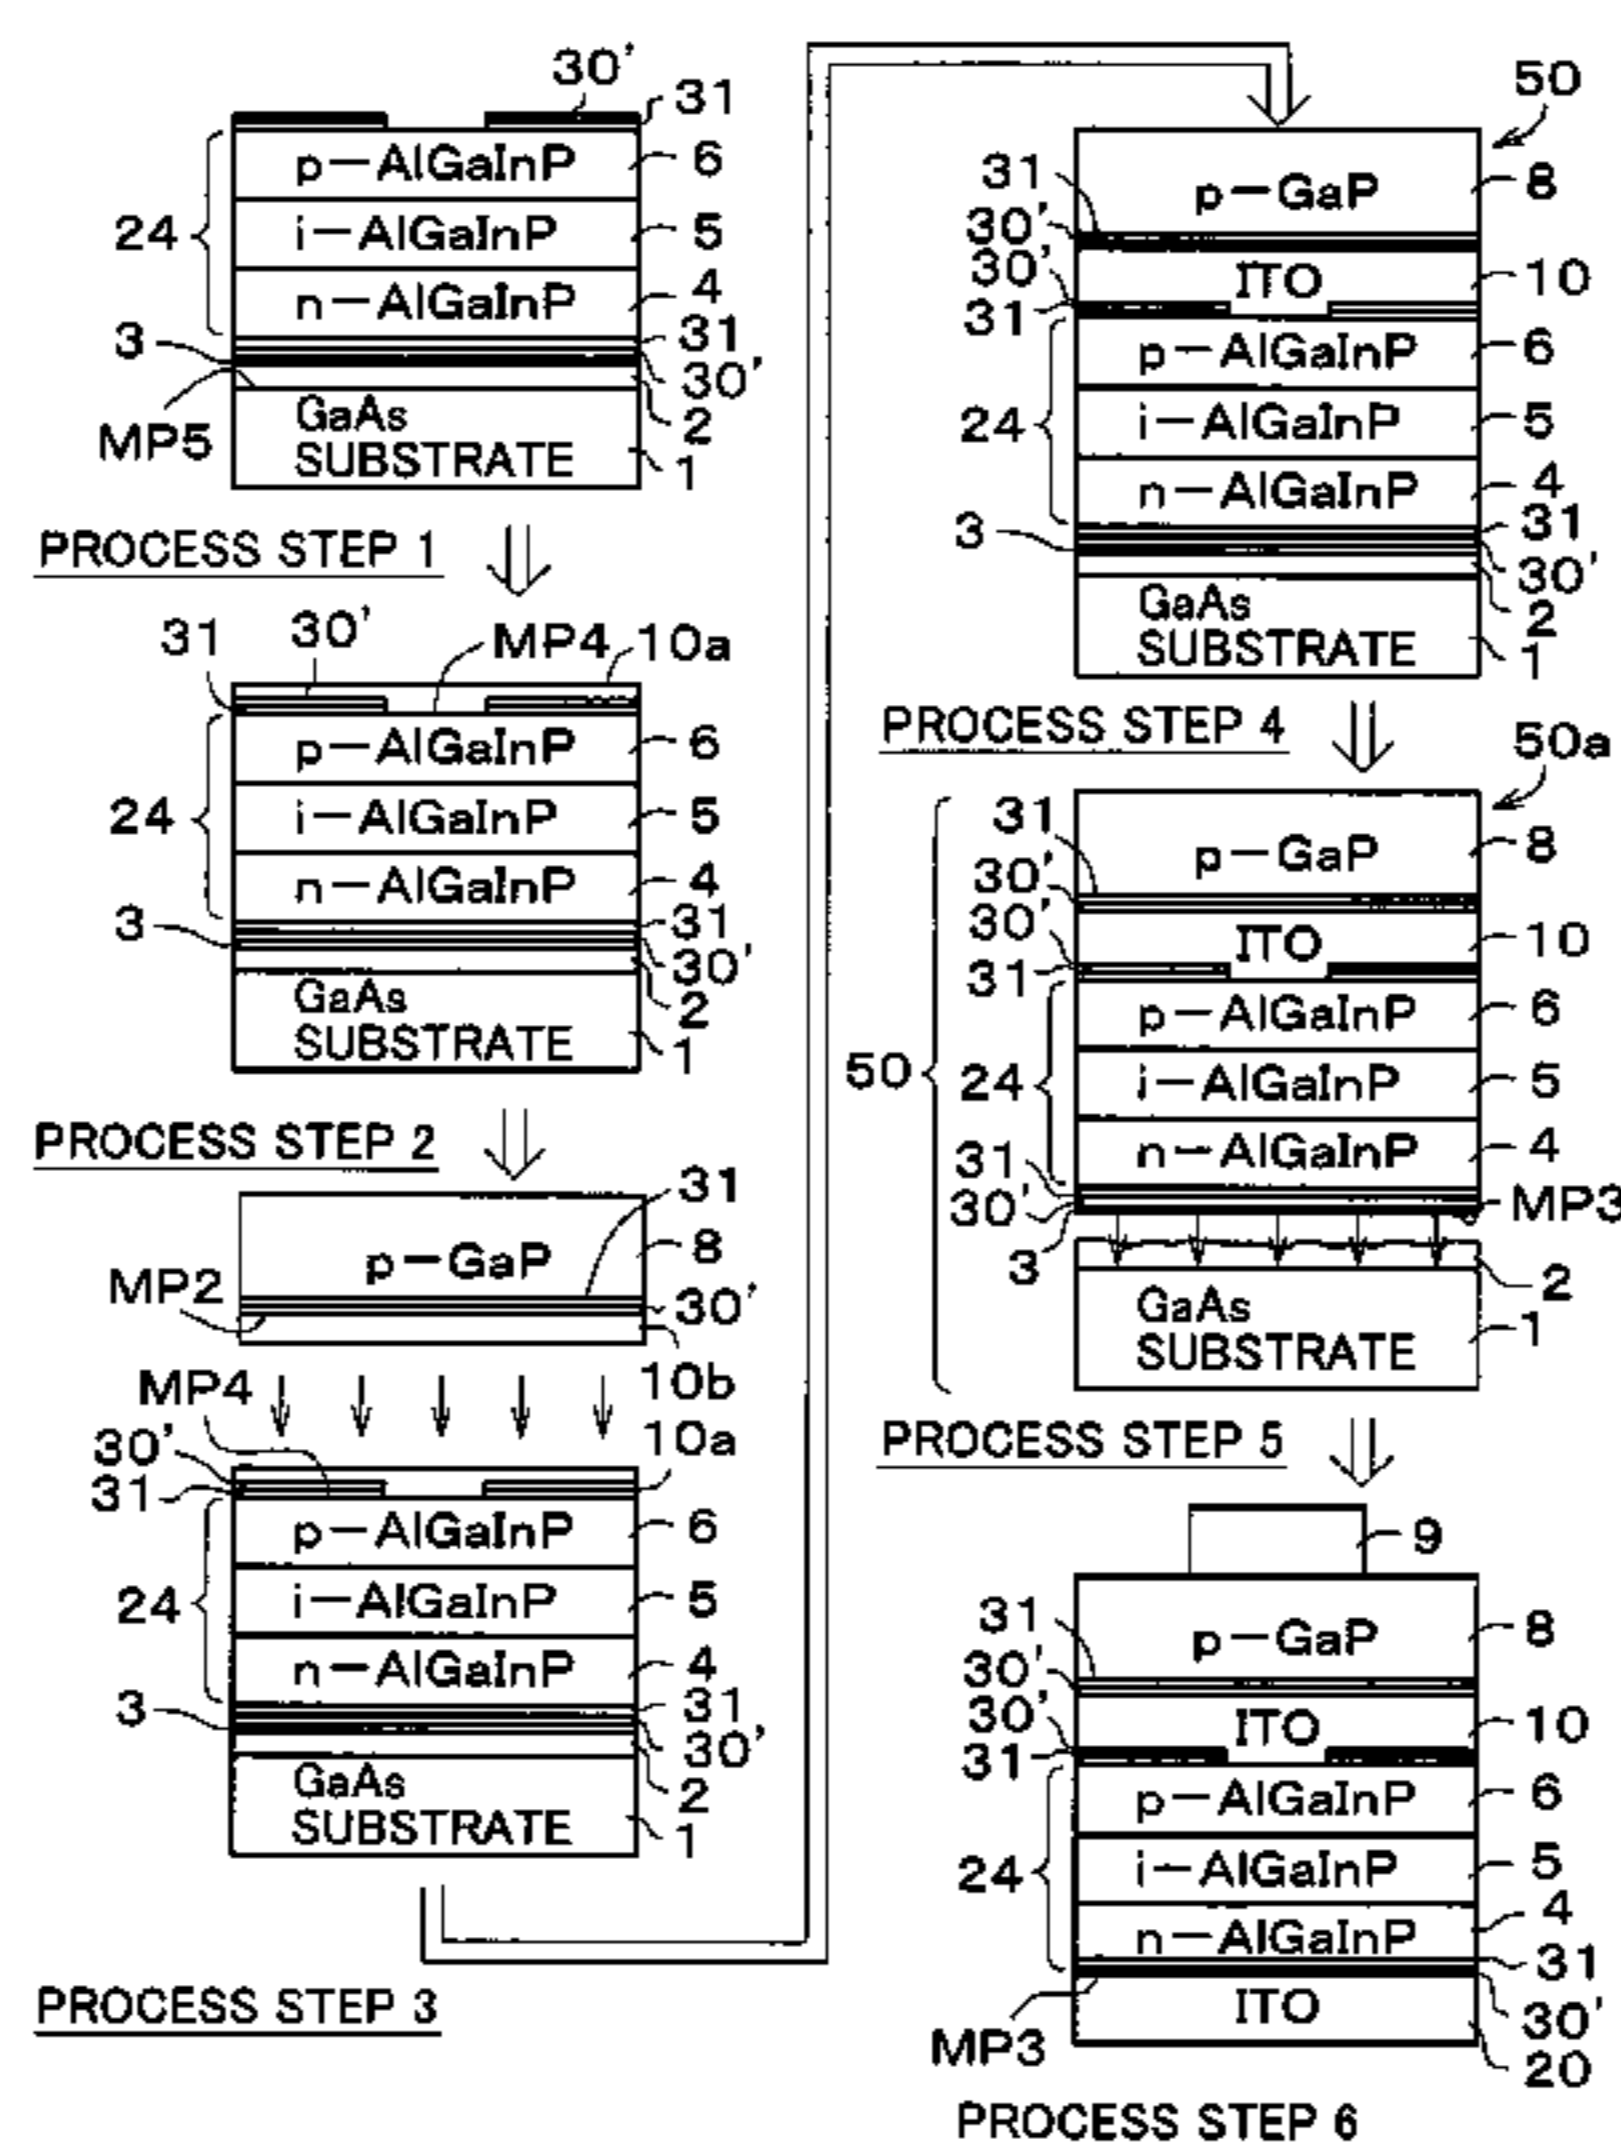 30'
31
p-AlGaInP 6
24 i-AlGaInP 5
n-AlGaInP 4
3 31
30'
MP5 GaAs 2
SUBSTRATE 1
PROCESS STEP 1
31 30' MP4 10a
p-AlGaInP 6
24 i-AlGaInP 5
n-AlGaInP 4
3 31
30'
GaAs 2
SUBSTRATE 1
PROCESS STEP 2
31
p-GaP 8
MP2 30'
MP4 10b
30' 10a
31
p-AlGaInP 6
24 i-AlGaInP 5
n-AlGaInP 4
3 31
30'
GaAs 2
SUBSTRATE 1
PROCESS STEP 3
50
31 p-GaP 8
30'
30' ITO 10
31
p-AlGaInP 6
24 i-AlGaInP 5
n-AlGaInP 4
3 31
30'
GaAs 2
SUBSTRATE 1
PROCESS STEP 4
50a
31 p-GaP 8
30'
30' ITO 10
31
p-AlGaInP 6
50 24 i-AlGaInP 5
n-AlGaInP 4
31
30' MP3
3 2
GaAs
SUBSTRATE 1
PROCESS STEP 5
9
31 p-GaP 8
30'
30' ITO 10
31
p-AlGaInP 6
24 i-AlGaInP 5
n-AlGaInP 4
31
ITO 30'
MP3 20
PROCESS STEP 6